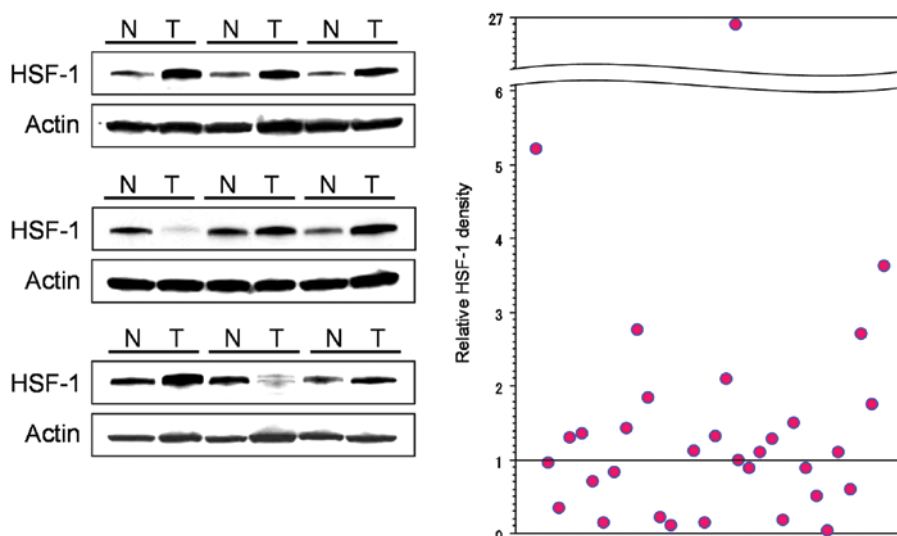 N T N T N T
HSF-1
Actin
N T N T N T
HSF-1
Actin
N T N T N T
HSF-1
Actin
Relative HSF-1 density
27
6
5
4
3
2
1
0